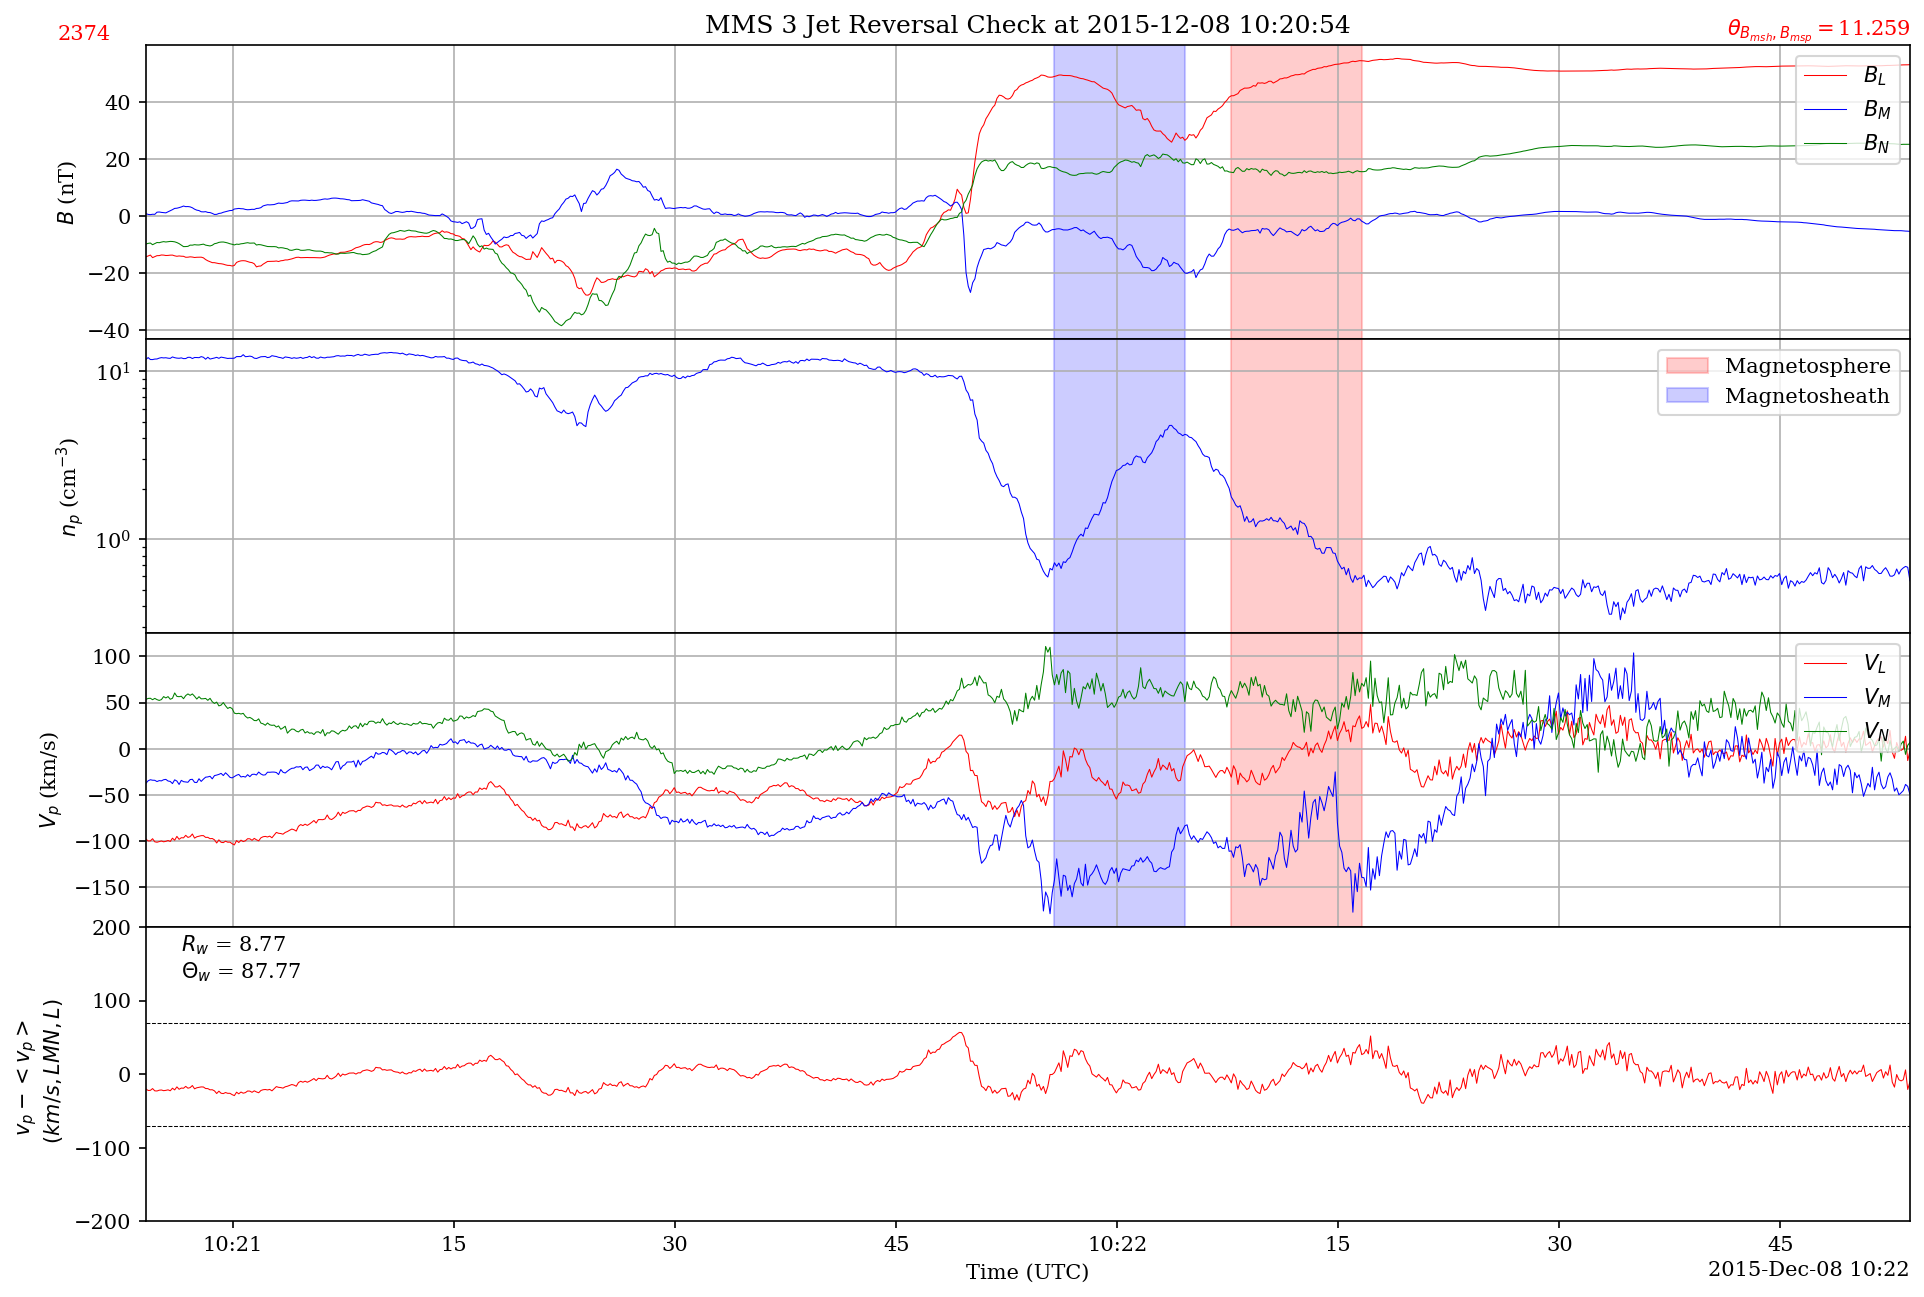 MMS 3 Jet Reversal Check at 2015-12-08 10:20:54
2374
θ_{B_{msh}, B_{msp}} = 11.259
B (nT)
40
20
0
−20
−40
B_L
B_M
B_N
n_p (cm^{−3})
10^1
10^0
Magnetosphere
Magnetosheath
V_p (km/s)
100
50
0
−50
−100
−150
V_L
V_M
V_N
v_p − < v_p >
(km/s, LMN, L)
200
100
0
−100
−200
R_w = 8.77
Θ_w = 87.77
10:21 15 30 45 10:22 15 30 45
Time (UTC)
2015-Dec-08 10:22